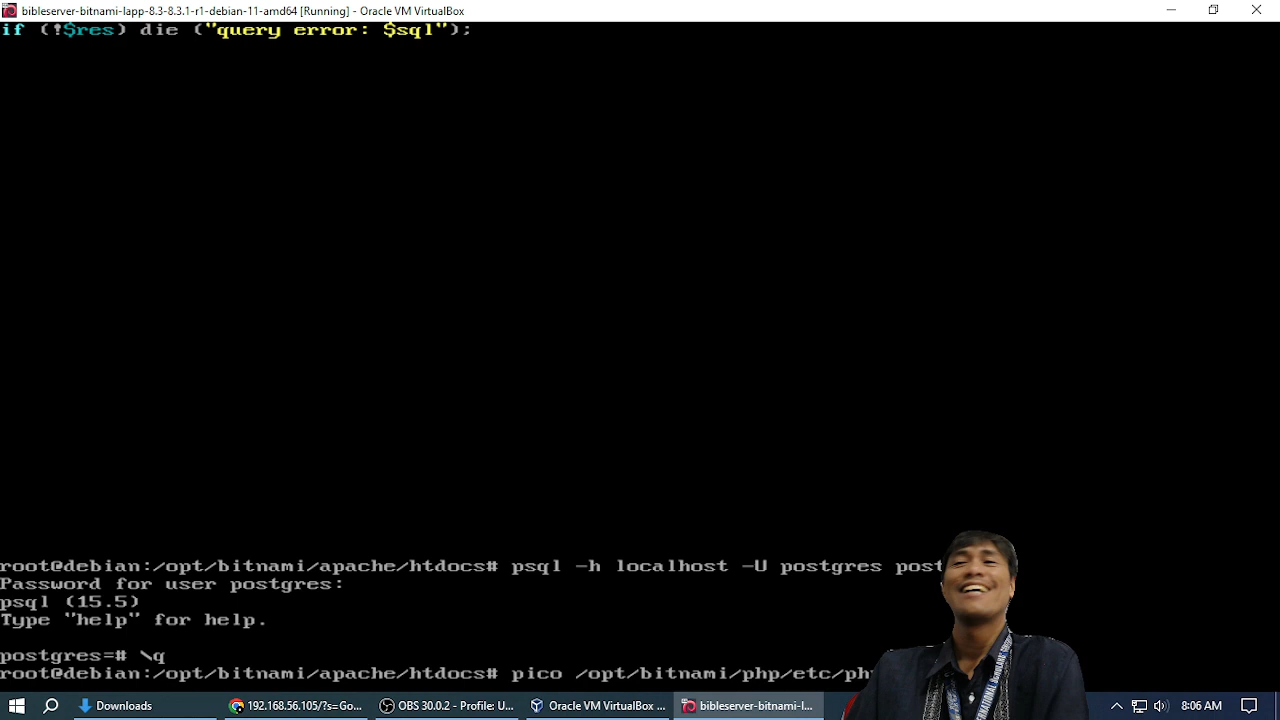 bibleserver-bitnami-lapp-8.3-8.3.1-r1-debian-11-amd64 [Running] - Oracle VM VirtualBox
if (!$res) die ("query error: $sql");
root@debian:/opt/bitnami/apache/htdocs# psql -h localhost -U postgres post
Password for user postgres:
psql (15.5)
Type "help" for help.
postgres=# \q
root@debian:/opt/bitnami/apache/htdocs# pico /opt/bitnami/php/etc/ph
Downloads
192.168.56.105/?s=Go...
OBS 30.0.2 - Profile: U...
Oracle VM VirtualBox ...
bibleserver-bitnami-l...
8:06 AM